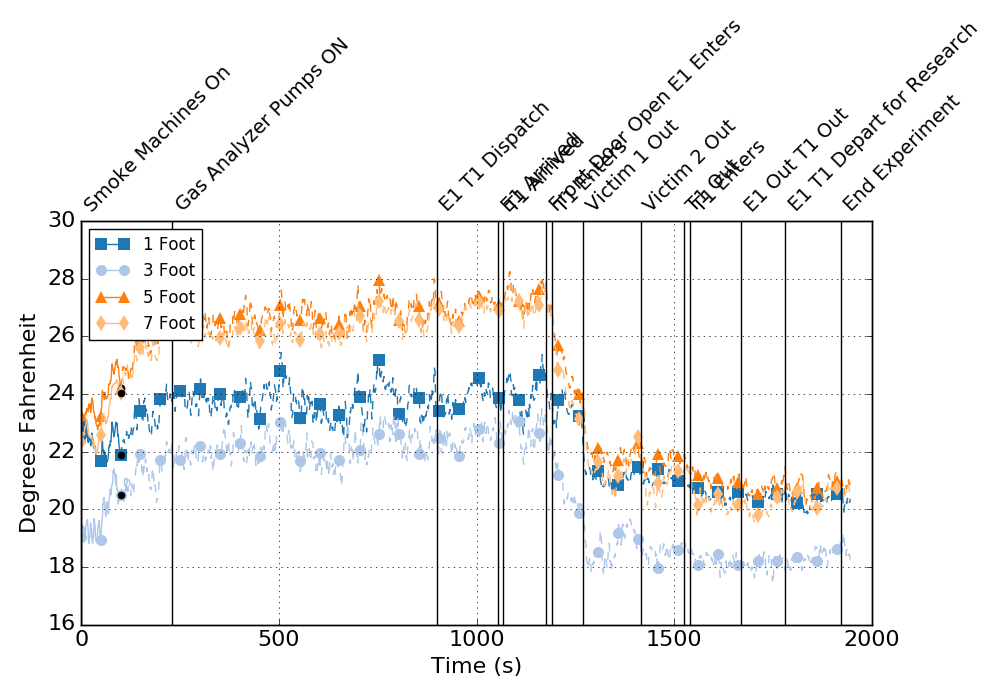 Smoke Machines On
Gas Analyzer Pumps ON
E1 T1 Dispatch
E1 Arrived
T1 Arrived
Front Door Open E1 Enters
T1 Enters
Victim 1 Out
Victim 2 Out
T1 Out
T1 Enters
E1 Out T1 Out
E1 T1 Depart for Research
End Experiment
30
28
26
24
22
20
18
16
Degrees Fahrenheit
1 Foot
3 Foot
5 Foot
7 Foot
0
500
1000
1500
2000
Time (s)